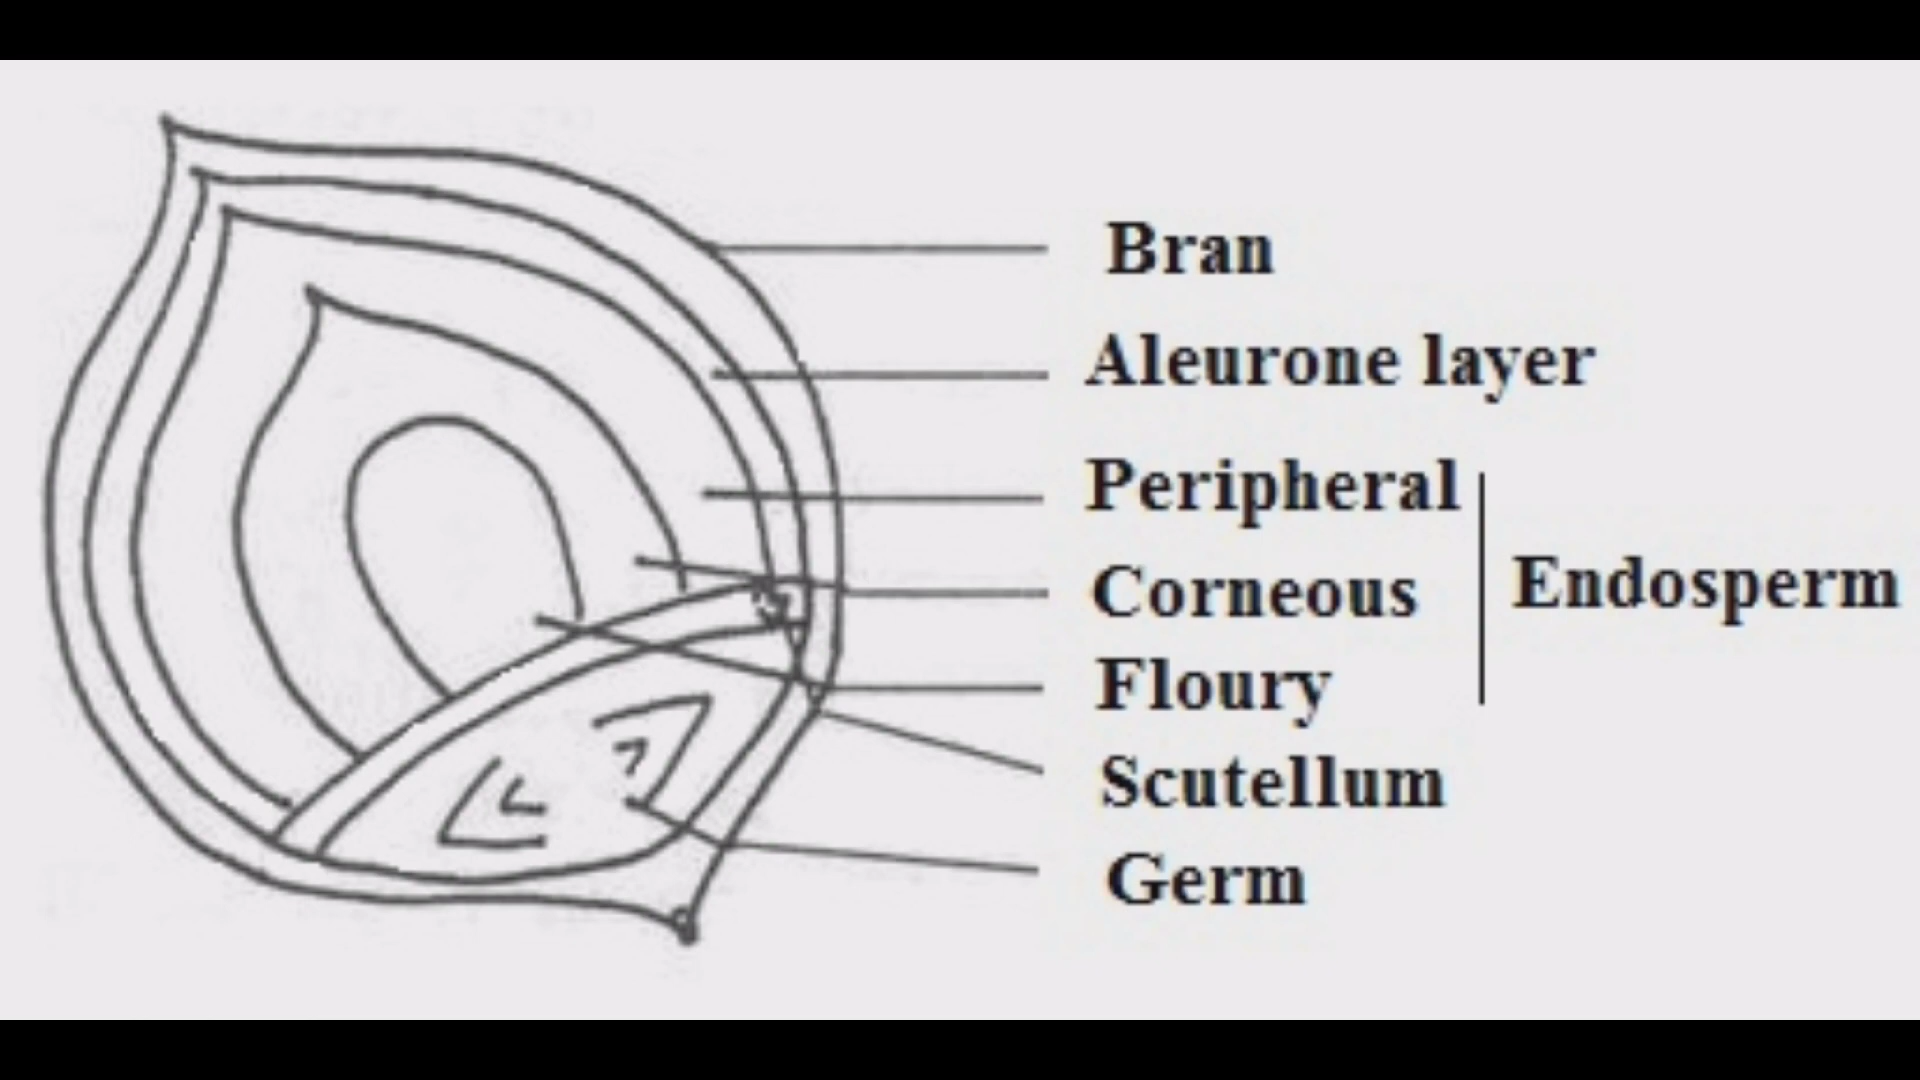 Bran
Aleurone layer
Peripheral
Corneous
Endosperm
Floury
Scutellum
Germ